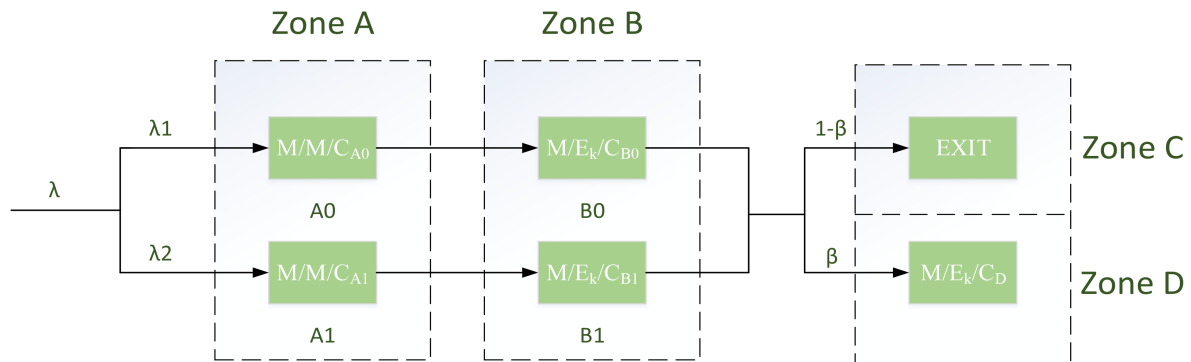 Zone A
Zone B
λ
λ1
M/M/C_A0
M/E_k/C_B0
1-β
EXIT
Zone C
A0
B0
λ2
M/M/C_A1
M/E_k/C_B1
β
M/E_k/C_D
Zone D
A1
B1